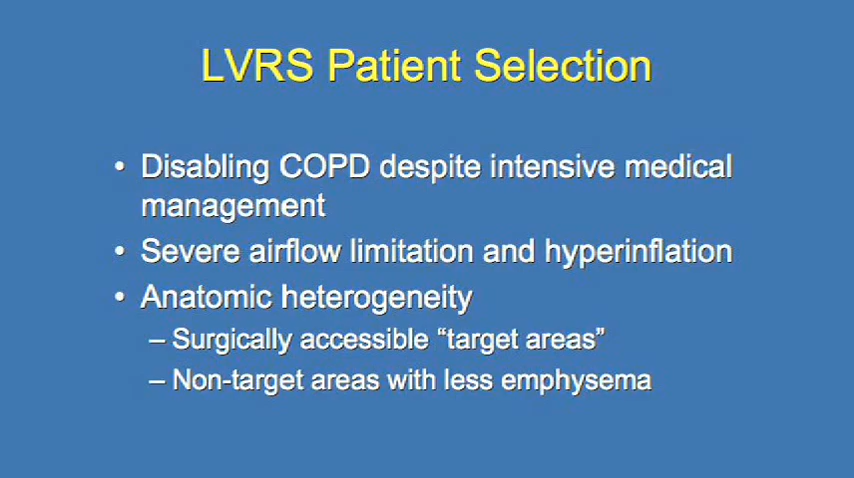 LVRS Patient Selection
• Disabling COPD despite intensive medical
management
• Severe airflow limitation and hyperinflation
• Anatomic heterogeneity
– Surgically accessible “target areas”
– Non-target areas with less emphysema